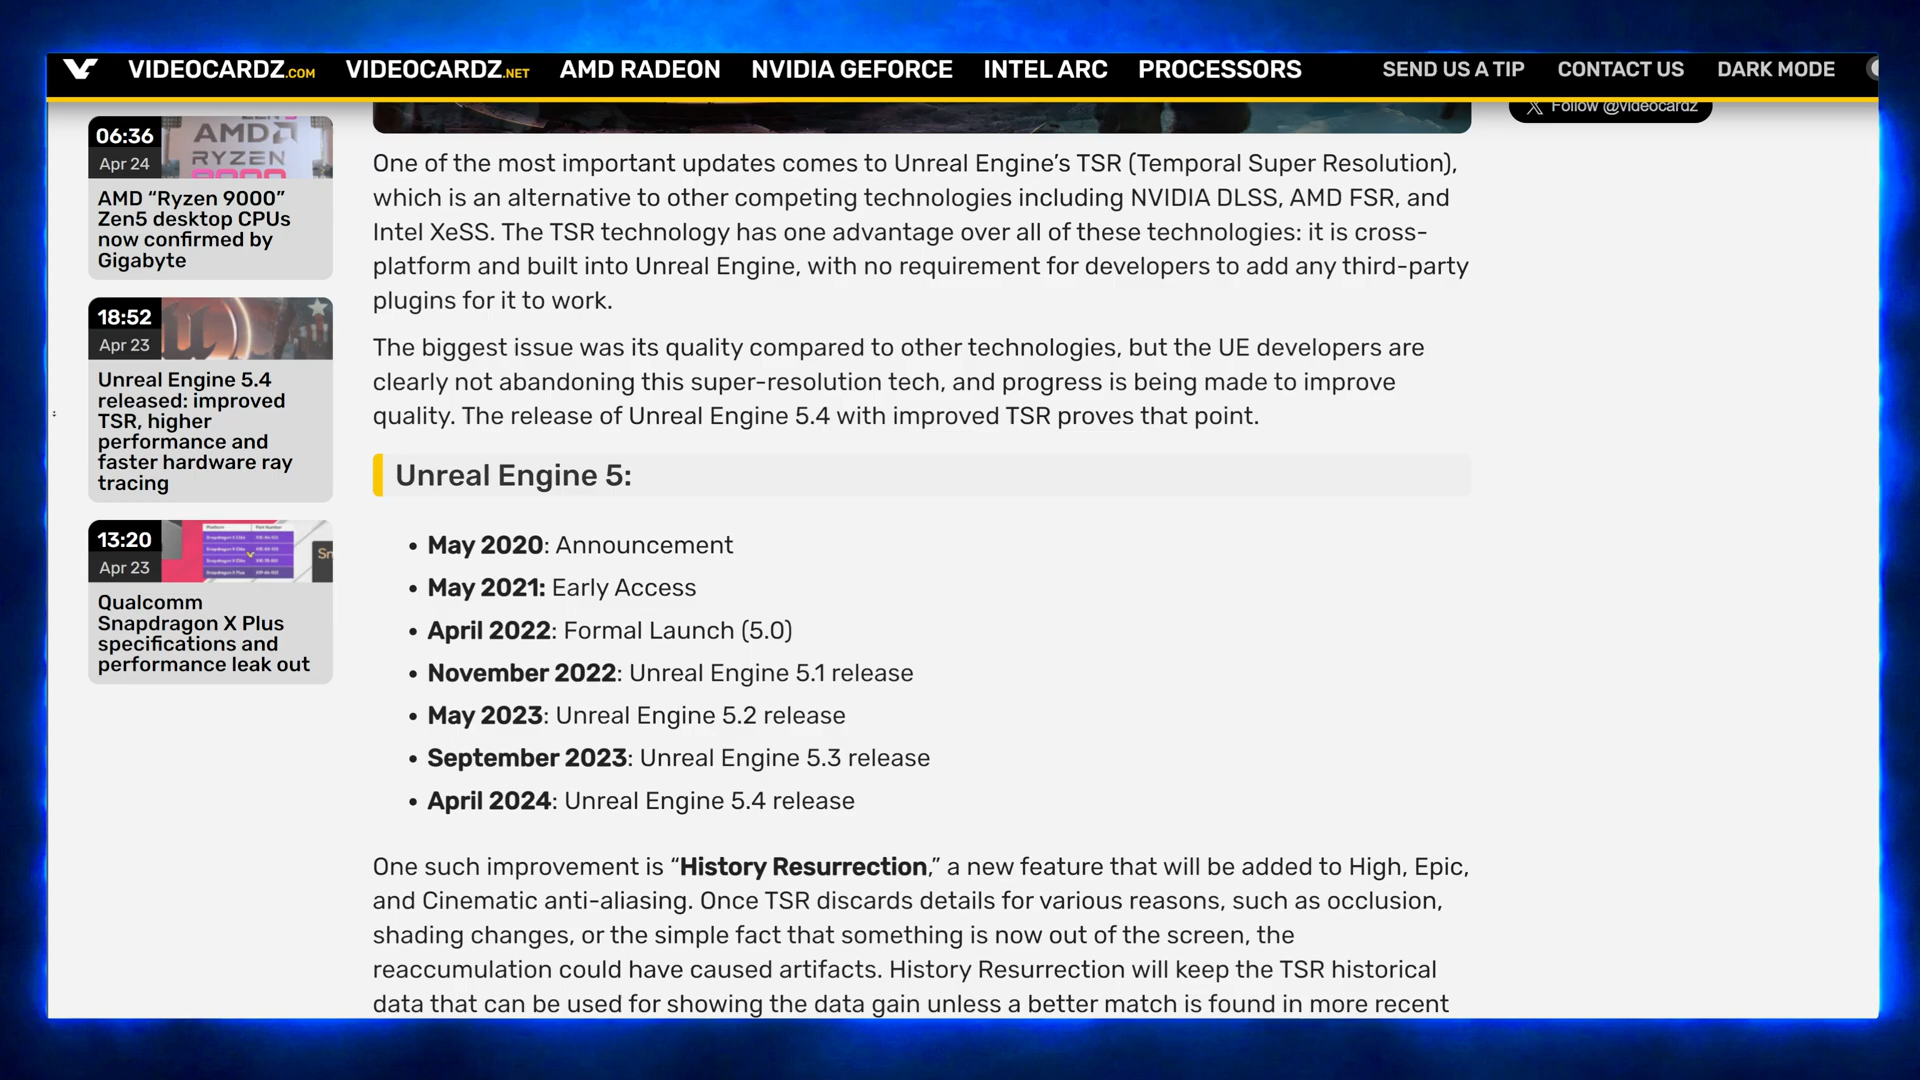 VIDEOCARDZ.COM VIDEOCARDZ.NET AMD RADEON NVIDIA GEFORCE INTEL ARC PROCESSORS SEND US A TIP CONTACT US DARK MODE
Follow @videocardz
06:36
Apr 24
AMD
RYZEN
AMD “Ryzen 9000”
Zen5 desktop CPUs
now confirmed by
Gigabyte
18:52
Apr 23
Unreal Engine 5.4
released: improved
TSR, higher
performance and
faster hardware ray
tracing
13:20
Apr 23
Qualcomm
Snapdragon X Plus
specifications and
performance leak out
One of the most important updates comes to Unreal Engine’s TSR (Temporal Super Resolution),
which is an alternative to other competing technologies including NVIDIA DLSS, AMD FSR, and
Intel XeSS. The TSR technology has one advantage over all of these technologies: it is cross-
platform and built into Unreal Engine, with no requirement for developers to add any third-party
plugins for it to work.
The biggest issue was its quality compared to other technologies, but the UE developers are
clearly not abandoning this super-resolution tech, and progress is being made to improve
quality. The release of Unreal Engine 5.4 with improved TSR proves that point.
Unreal Engine 5:
• May 2020: Announcement
• May 2021: Early Access
• April 2022: Formal Launch (5.0)
• November 2022: Unreal Engine 5.1 release
• May 2023: Unreal Engine 5.2 release
• September 2023: Unreal Engine 5.3 release
• April 2024: Unreal Engine 5.4 release
One such improvement is “History Resurrection,” a new feature that will be added to High, Epic,
and Cinematic anti-aliasing. Once TSR discards details for various reasons, such as occlusion,
shading changes, or the simple fact that something is now out of the screen, the
reaccumulation could have caused artifacts. History Resurrection will keep the TSR historical
data that can be used for showing the data gain unless a better match is found in more recent